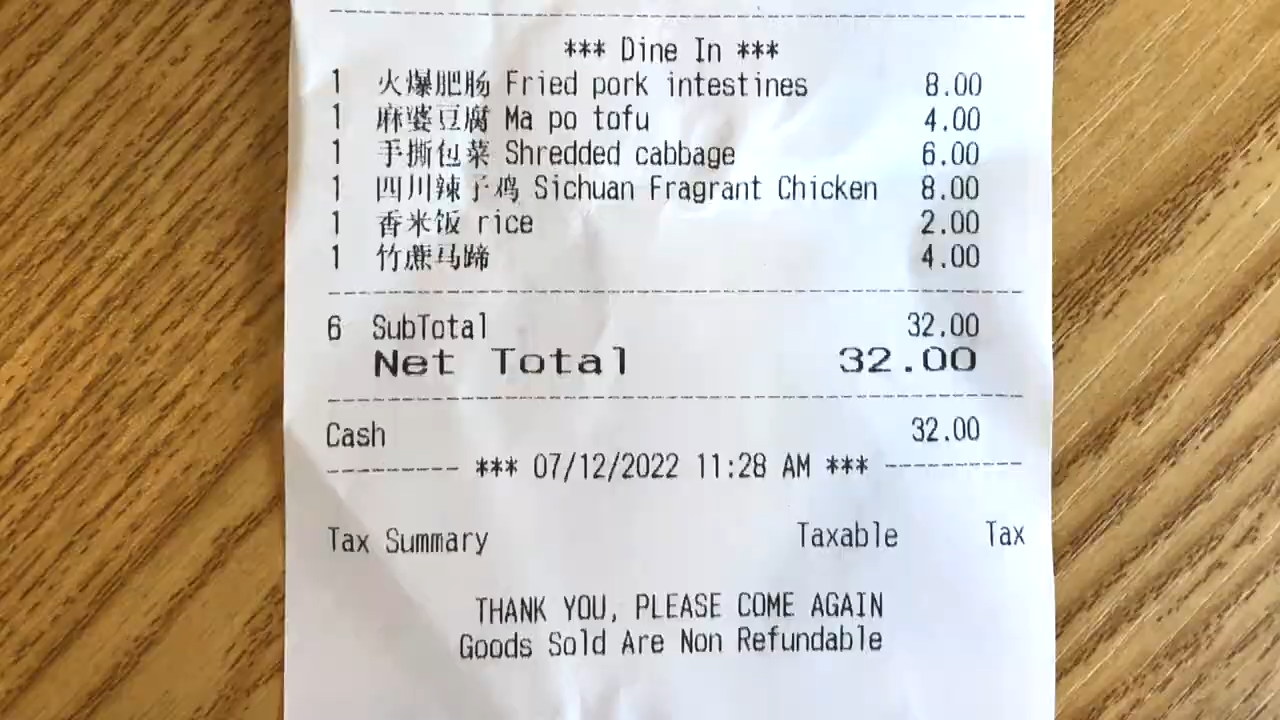 *** Dine In ***
1 火爆肥肠 Fried pork intestines 8.00
1 麻婆豆腐 Ma po tofu 4.00
1 手撕包菜 Shredded cabbage 6.00
1 四川辣子鸡 Sichuan Fragrant Chicken 8.00
1 香米饭 rice 2.00
1 竹蔗马蹄 4.00
6 SubTotal 32.00
Net Total 32.00
Cash 32.00
*** 07/12/2022 11:28 AM ***
Tax Summary Taxable Tax
THANK YOU, PLEASE COME AGAIN
Goods Sold Are Non Refundable